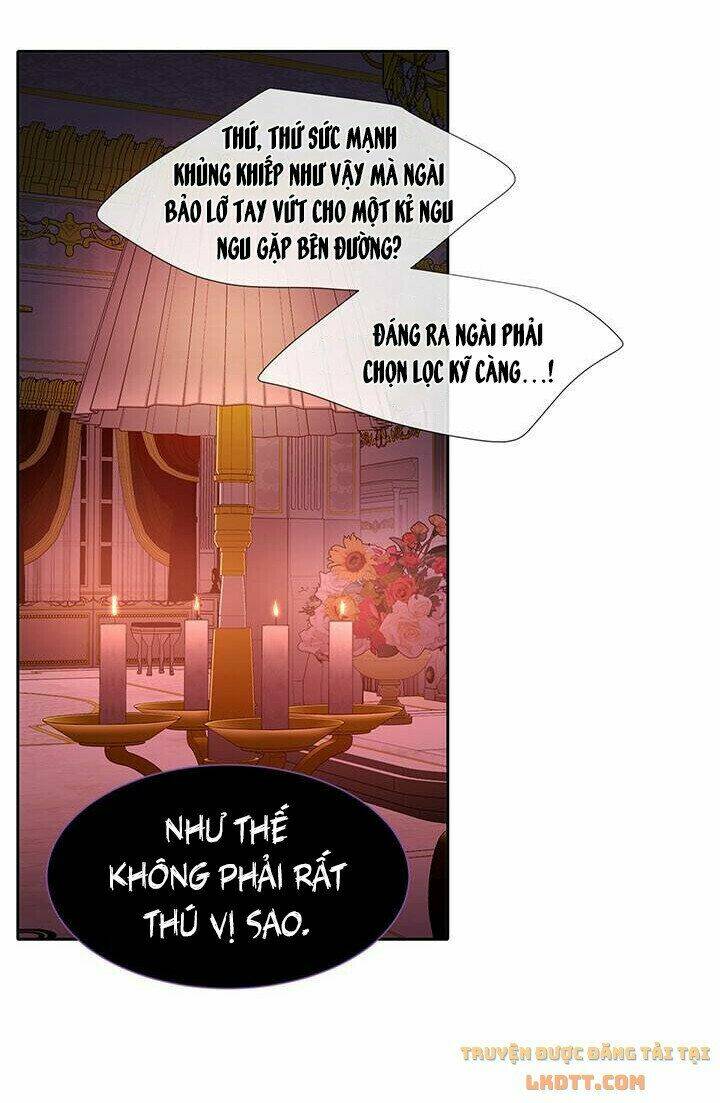 THỨ, THỨ SỨC MẠNH
KHỦNG KHIẾP NHƯ VẬY MÀ NGÀI
BẢO LỠ TAY VỨT CHO MỘT KẺ NGU
NGU GẶP BÊN ĐƯỜNG?
ĐÁNG RA NGÀI PHẢI
CHỌN LỌC KỸ CÀNG...!
NHƯ THẾ
KHÔNG PHẢI RẤT
THÚ VỊ SAO.
TRUYỆN ĐƯỢC ĐĂNG TẢI TẠI
LKDTT.COM